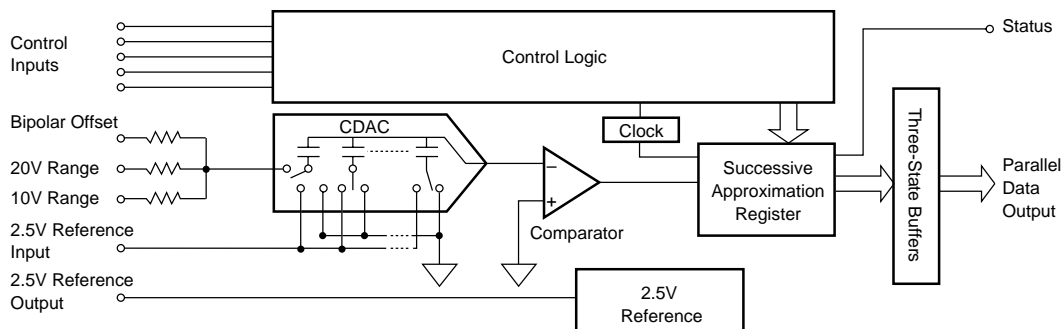 Control
Inputs
Control Logic
Status
Bipolar Offset
20V Range
10V Range
2.5V Reference
Input
2.5V Reference
Output
CDAC
Clock
–
+
Comparator
Successive
Approximation
Register
Three-State Buffers
Parallel
Data
Output
2.5V
Reference